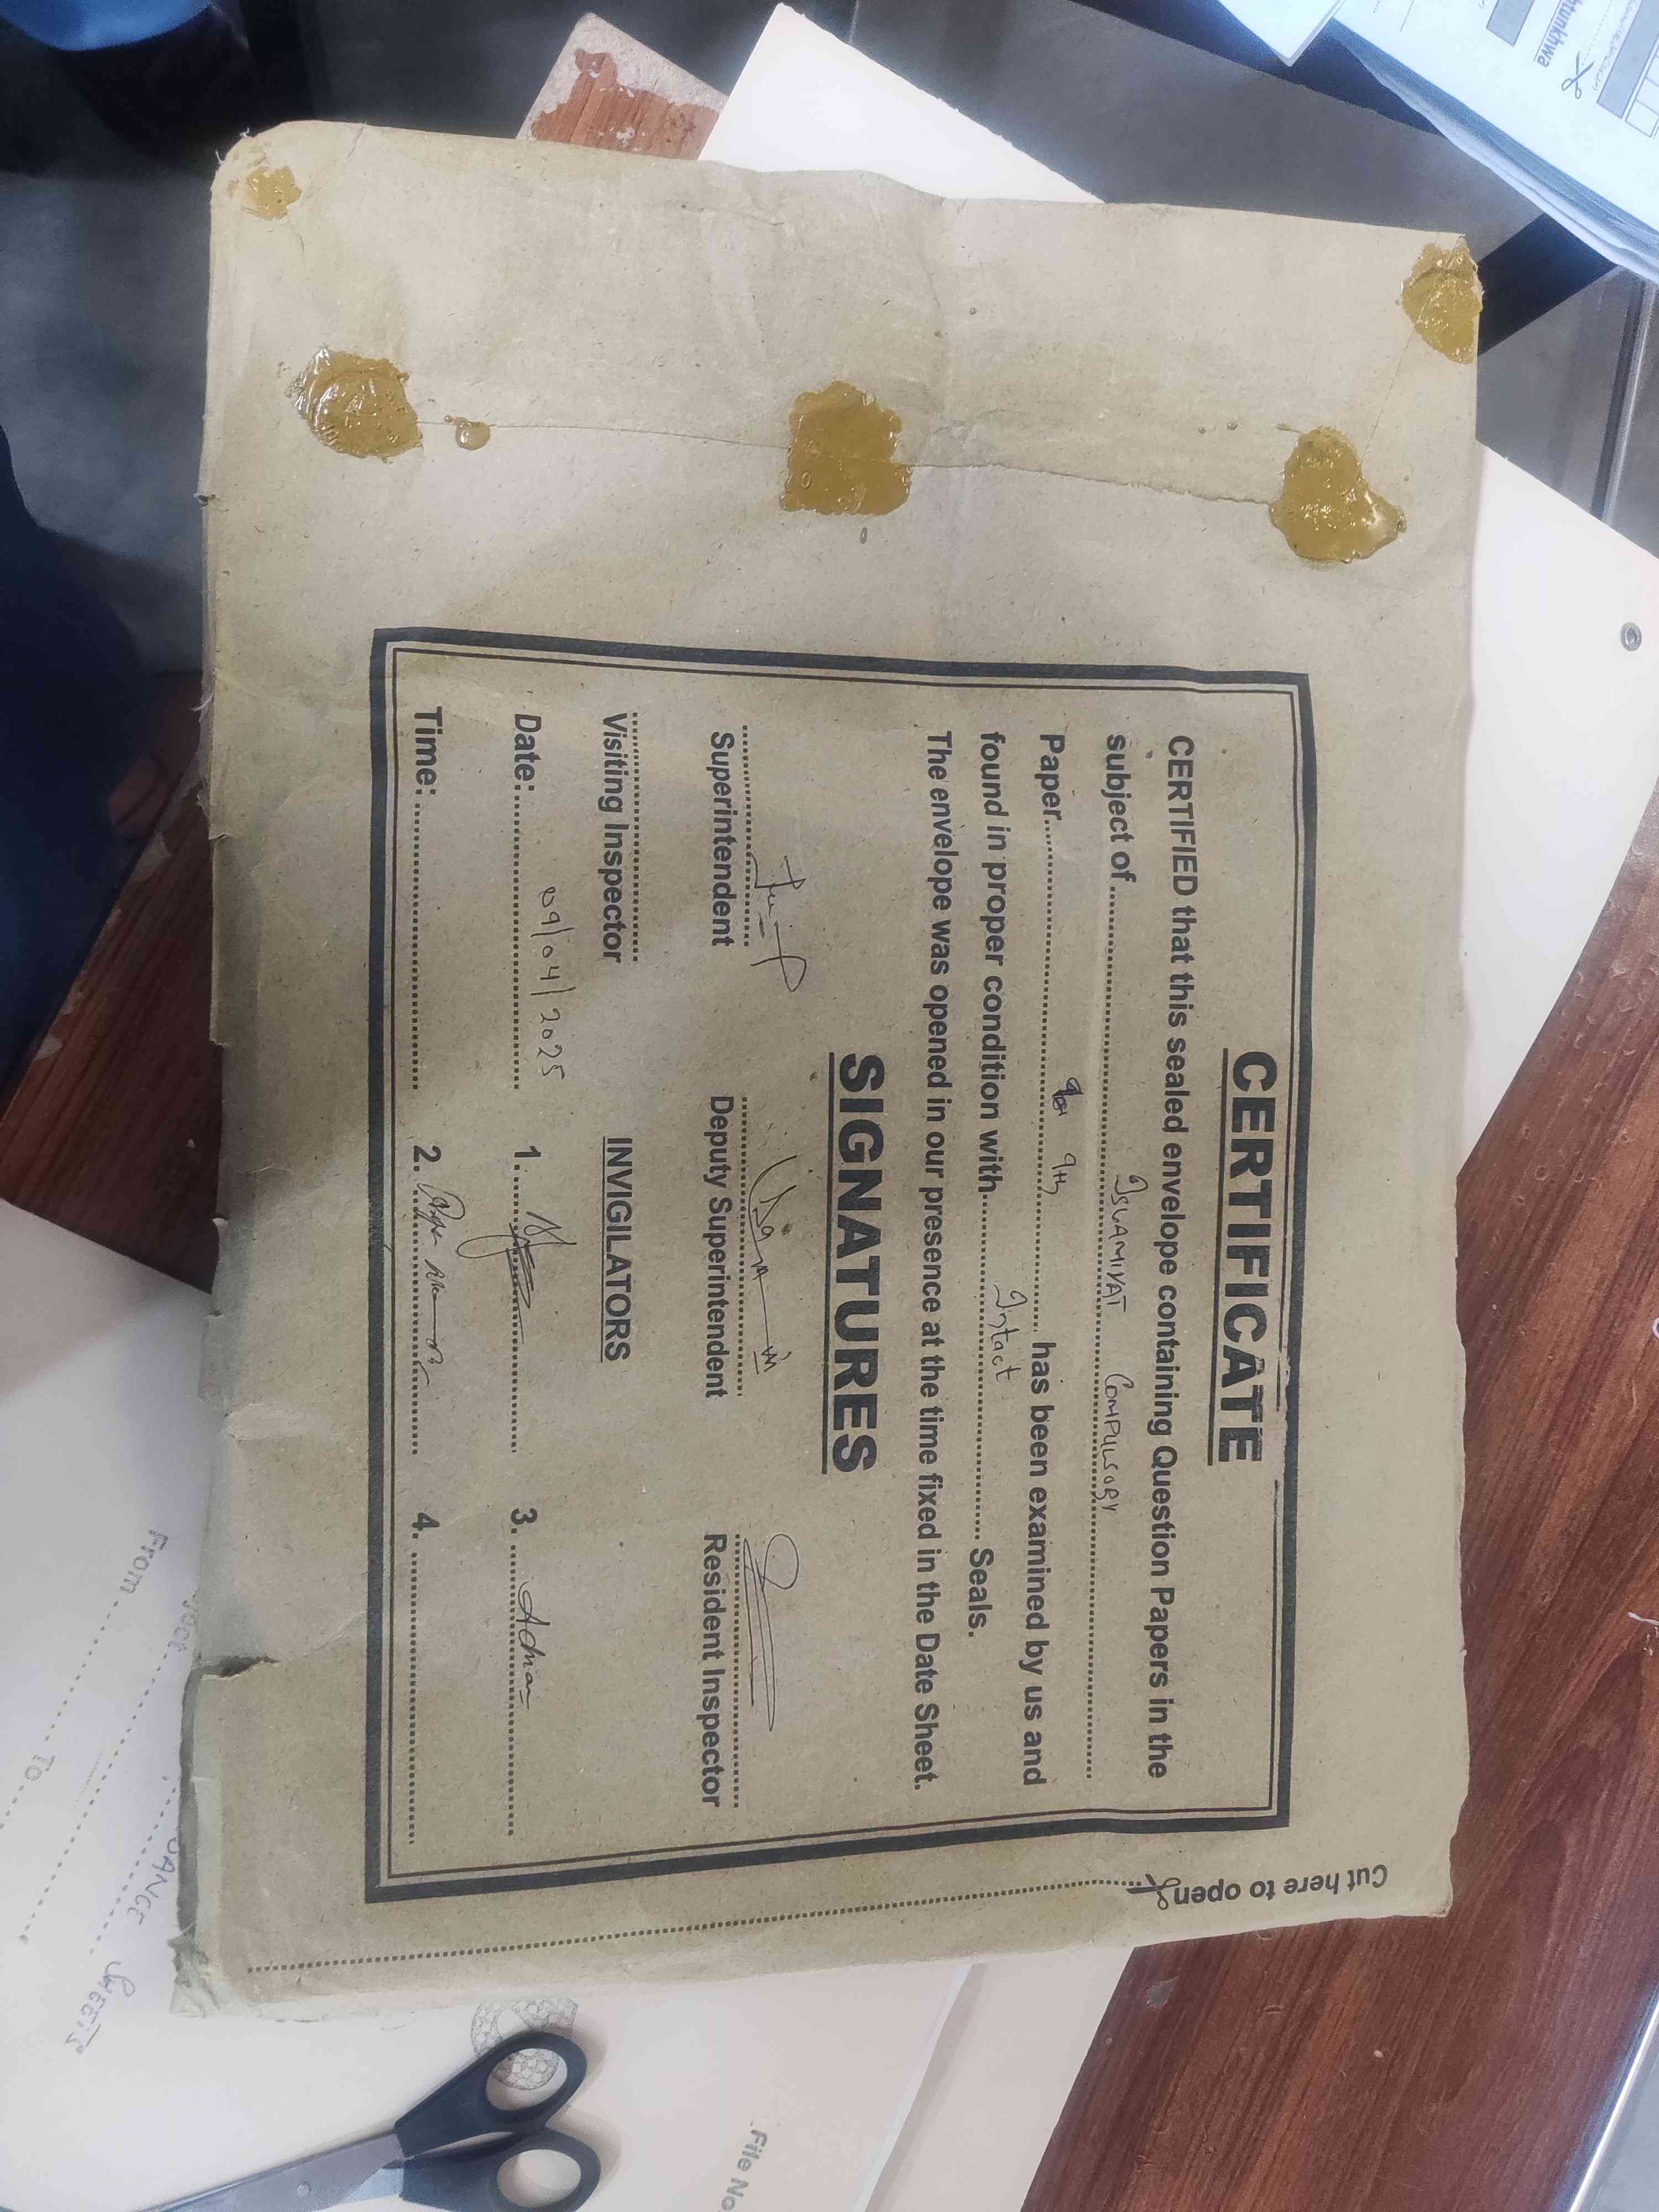 CERTIFICATE
CERTIFIED that this sealed envelope containing Question Papers in the
subject of ISLAMIYAT COMPULSORY
Paper 9th has been examined by us and
found in proper condition with Intact Seals.
The envelope was opened in our presence at the time fixed in the Date Sheet.
SIGNATURES
Superintendent Deputy Superintendent Resident Inspector
Visiting Inspector INVIGILATORS
Date: 09/04/2025 1. 3.
Time: 2. 4.
Cut here to open
From
To
SHEETS
File No